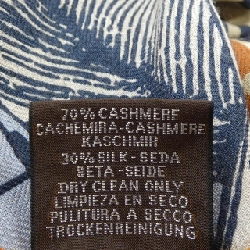 70% CASHMERE
CACHEMIRA-CASHMERE
KASCHMIR
30% SILK-SEDA
SETA-SEIDE
DRY CLEAN ONLY
LIMPIEZA EN SECO
PULITURA A SECCO
TROCKENREINIGUNG